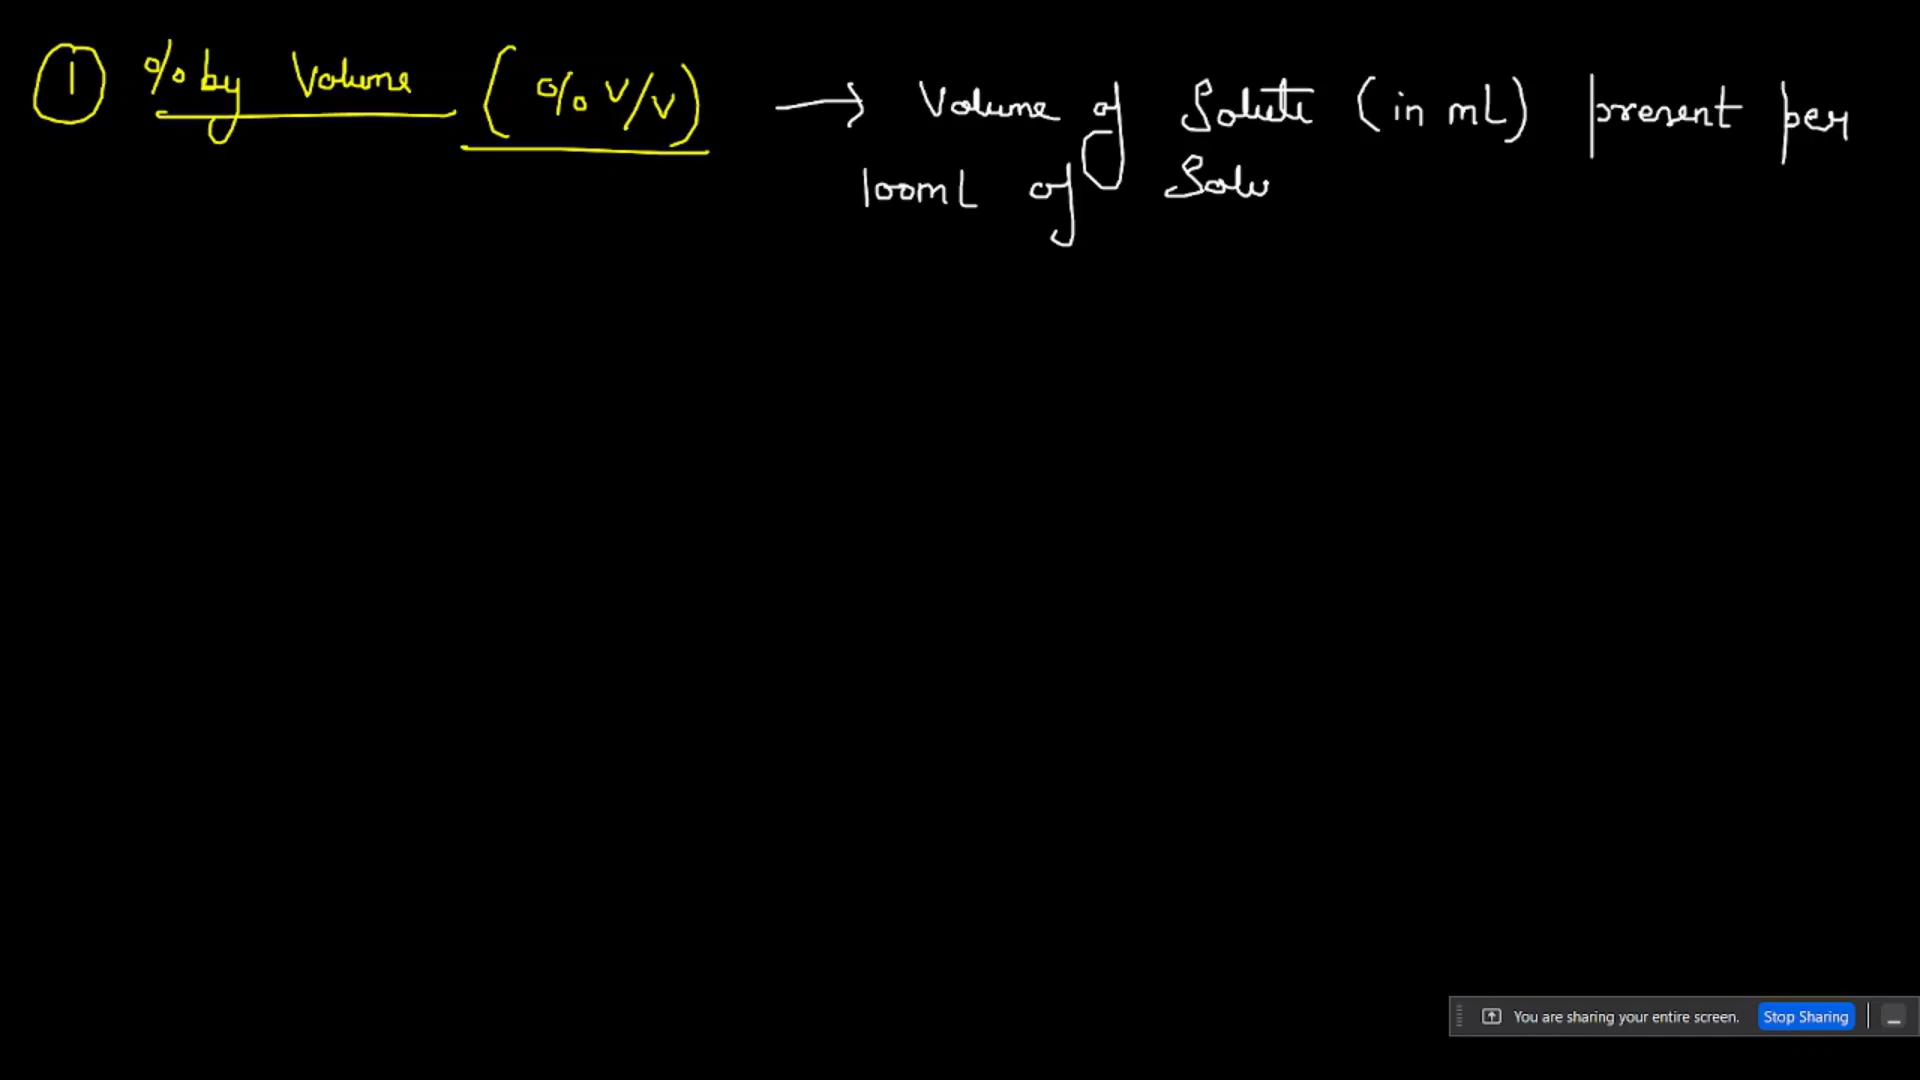 ① % by Volume (% V/V) → Volume of Solute (in mL) present per
100mL of Solu
You are sharing your entire screen. Stop Sharing